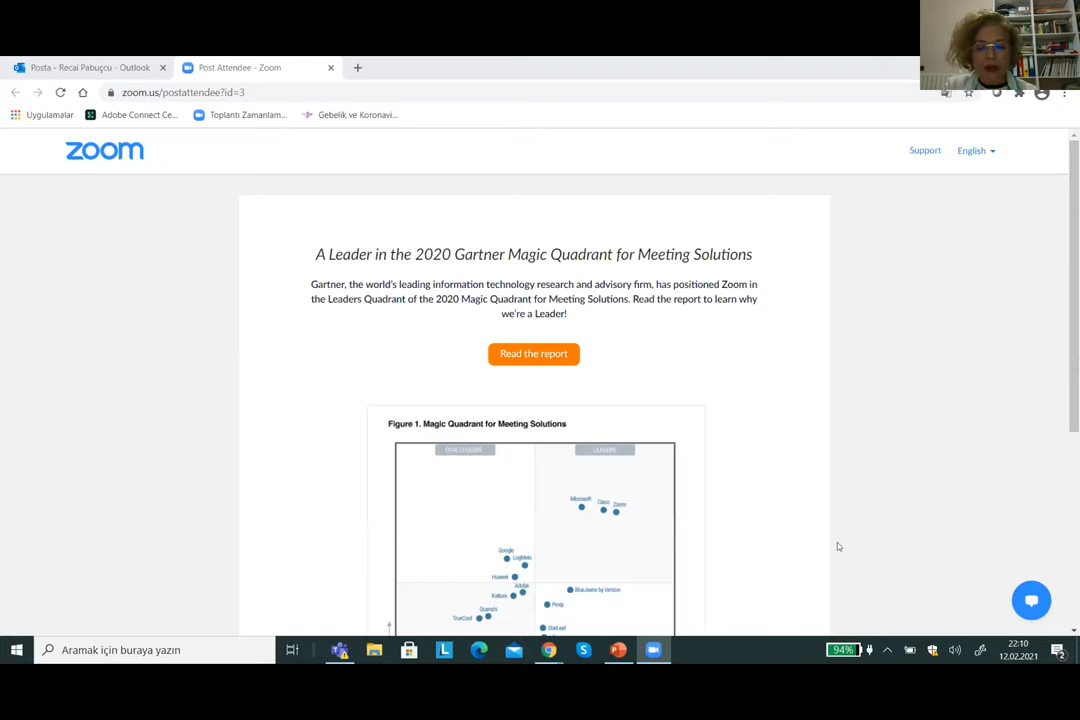 Posta - Recai Pabuçcu - Outlook
Post Attendee - Zoom
zoom.us/postattendee?id=3
Uygulamalar
Adobe Connect Ce...
Toplantı Zamanlam...
Gebelik ve Koronavi...
zoom
Support
English
A Leader in the 2020 Gartner Magic Quadrant for Meeting Solutions
Gartner, the world's leading information technology research and advisory firm, has positioned Zoom in
the Leaders Quadrant of the 2020 Magic Quadrant for Meeting Solutions. Read the report to learn why
we're a Leader!
Read the report
Figure 1. Magic Quadrant for Meeting Solutions
CHALLENGERS
LEADERS
Microsoft
Cisco
Zoom
Google
LogMeIn
Huawei
Adobe
Kaltura
BlueJeans by Verizon
Pexip
Quanshi
TrueConf
StarLeaf
Aramak için buraya yazın
94%
22:10
12.02.2021
2